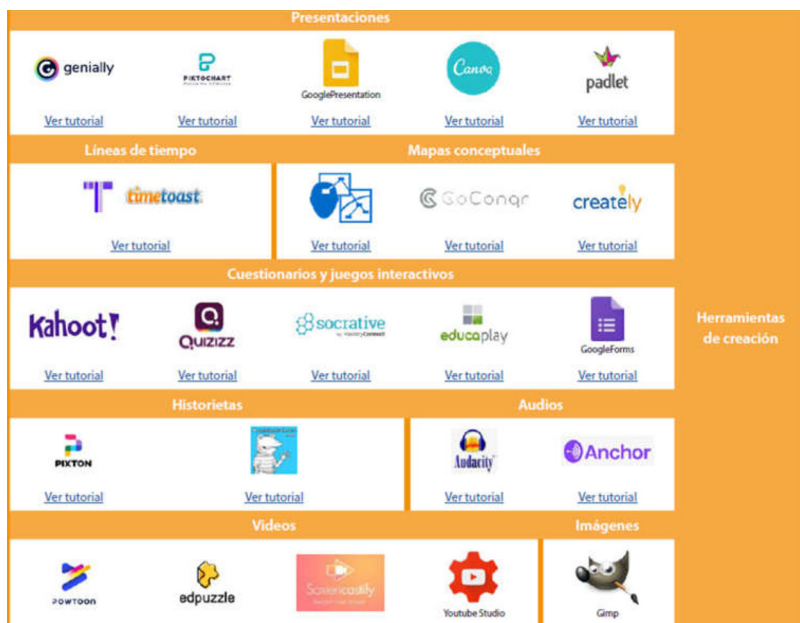 Presentaciones
genially
PIKTOCHART
GooglePresentation
Canva
padlet
Ver tutorial Ver tutorial Ver tutorial Ver tutorial Ver tutorial
Líneas de tiempo Mapas conceptuales
timetoast
GoConqr
creately
Ver tutorial Ver tutorial Ver tutorial Ver tutorial
Cuestionarios y juegos interactivos
Kahoot!
Quizizz
socrative
by MasteryConnect
educaplay
GoogleForms
Ver tutorial Ver tutorial Ver tutorial Ver tutorial Ver tutorial
Herramientas
de creación
Historietas Audios
PIXTON
Audacity
Anchor
Ver tutorial Ver tutorial Ver tutorial Ver tutorial
Videos Imágenes
POWTOON
edpuzzle
Screencastify
Youtube Studio
Gimp